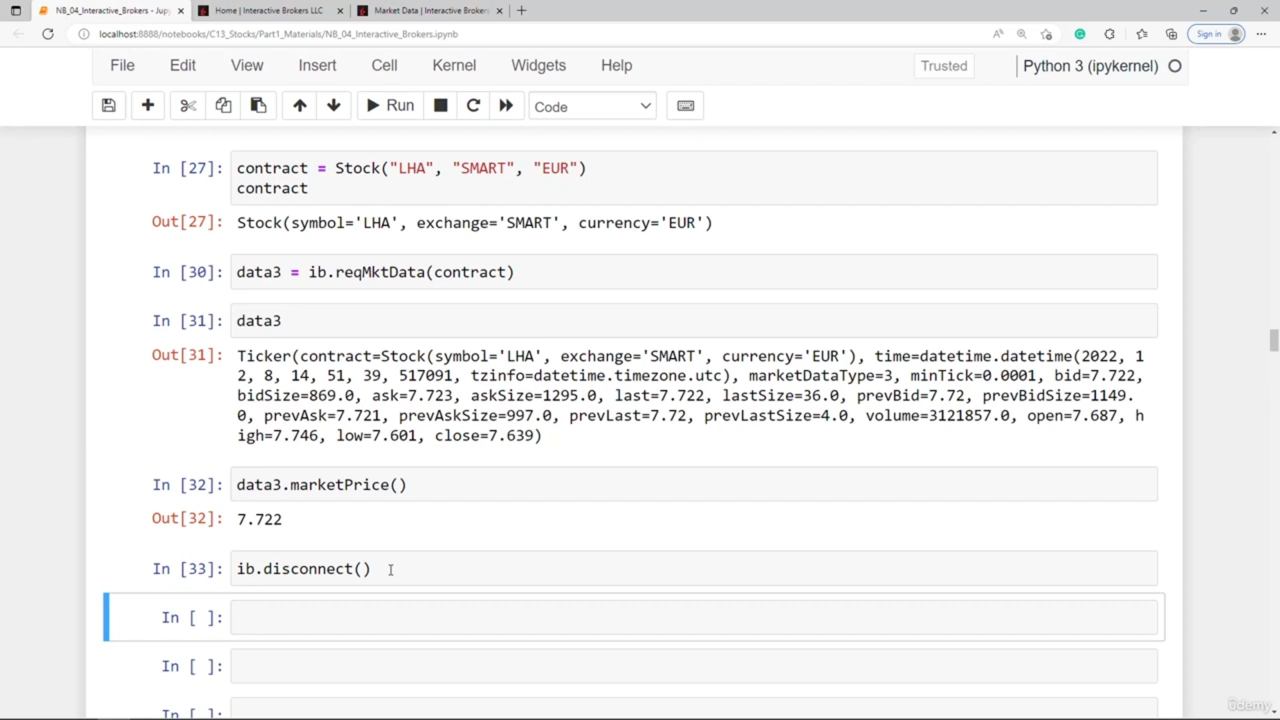 NB_04_Interactive_Brokers - Jup
Home | Interactive Brokers LLC
Market Data | Interactive Brokers
localhost:8888/notebooks/C13_Stocks/Part1_Materials/NB_04_Interactive_Brokers.ipynb
Sign in
File Edit View Insert Cell Kernel Widgets Help Trusted Python 3 (ipykernel)
Run Code
In [27]: contract = Stock("LHA", "SMART", "EUR")
contract
Out[27]: Stock(symbol='LHA', exchange='SMART', currency='EUR')
In [30]: data3 = ib.reqMktData(contract)
In [31]: data3
Out[31]: Ticker(contract=Stock(symbol='LHA', exchange='SMART', currency='EUR'), time=datetime.datetime(2022, 1
2, 8, 14, 51, 39, 517091, tzinfo=datetime.timezone.utc), marketDataType=3, minTick=0.0001, bid=7.722,
bidSize=869.0, ask=7.723, askSize=1295.0, last=7.722, lastSize=36.0, prevBid=7.72, prevBidSize=1149.
0, prevAsk=7.721, prevAskSize=997.0, prevLast=7.72, prevLastSize=4.0, volume=3121857.0, open=7.687, h
igh=7.746, low=7.601, close=7.639)
In [32]: data3.marketPrice()
Out[32]: 7.722
In [33]: ib.disconnect()
In [ ]:
In [ ]:
In [ ]:
ûdemy